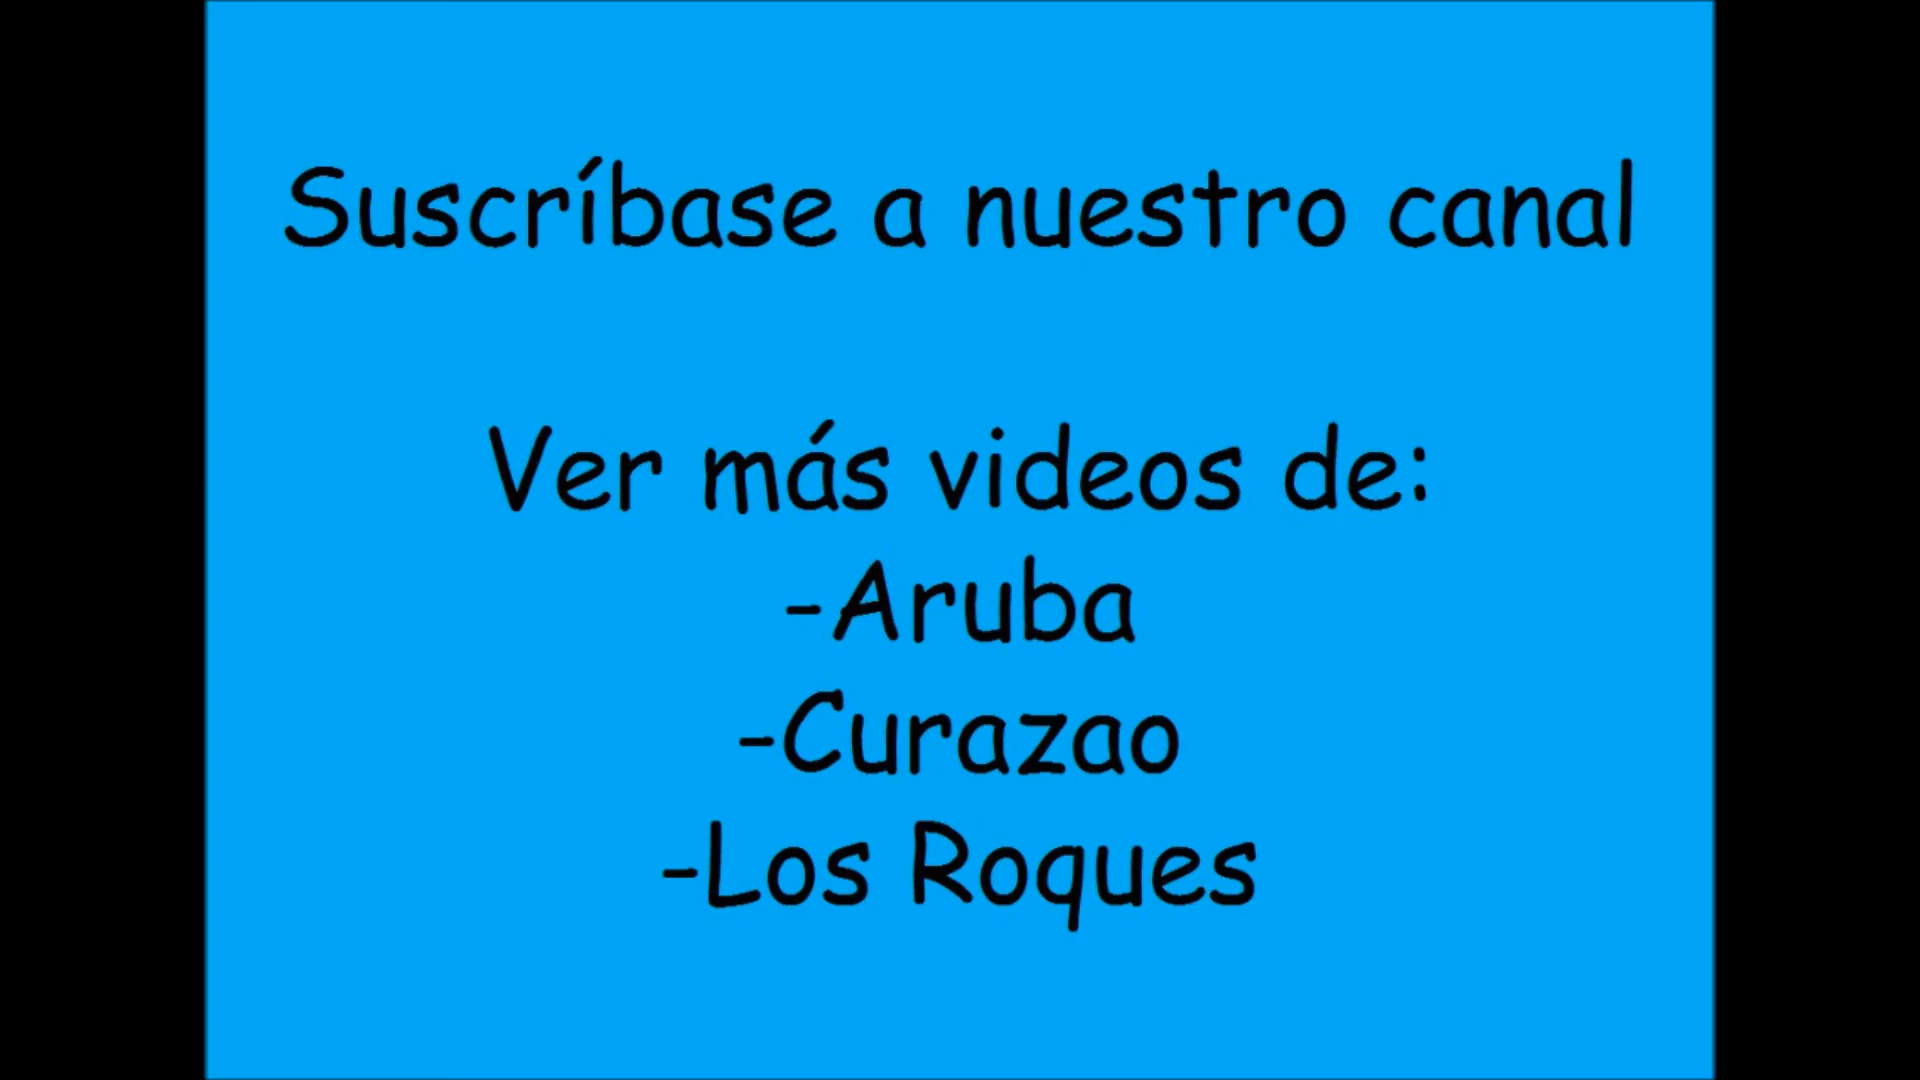 Suscríbase a nuestro canal
Ver más videos de:
-Aruba
-Curazao
-Los Roques